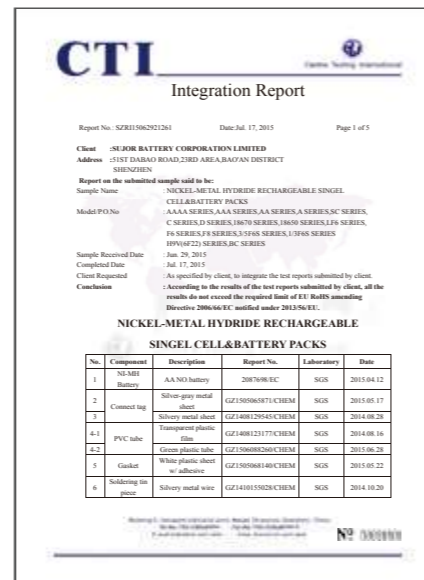 CTI
Centre Testing International
Integration Report
Report No.: SZRI15062921261 Date:Jul. 17, 2015 Page 1 of 5
Client :SUJOR BATTERY CORPORATION LIMITED
Address :51ST DABAO ROAD,23RD AREA,BAO'AN DISTRICT
SHENZHEN
Report on the submitted sample said to be:
Sample Name : NICKEL-METAL HYDRIDE RECHARGEABLE SINGEL
CELL&BATTERY PACKS
Model/P.O.No : AAAA SERIES,AAA SERIES,AA SERIES,A SERIES,SC SERIES,
C SERIES,D SERIES,18670 SERIES,18650 SERIES,LF6 SERIES,
F6 SERIES,F8 SERIES,3/5F6S SERIES,1/3F6S SERIES
H9V(6F22) SERIES,BC SERIES
Sample Received Date : Jun. 29, 2015
Completed Date : Jul. 17, 2015
Client Requested : As specified by client, to integrate the test reports submitted by client.
Conclusion : According to the results of the test reports submitted by client, all the
results do not exceed the required limit of EU RoHS amending
Directive 2006/66/EC notified under 2013/56/EU.
NICKEL-METAL HYDRIDE RECHARGEABLE
SINGEL CELL&BATTERY PACKS
No. Component Description Report No. Laboratory Date
1 NI-MH Battery AA NO battery 2087698/EC SGS 2015.04.12
2 Connect tag Silver-gray metal sheet GZ1505065871/CHEM SGS 2015.05.17
3 Silvery metal sheet GZ1408129545/CHEM SGS 2014.08.28
4-1 PVC tube Transparent plastic film GZ1408123177/CHEM SGS 2014.08.16
4-2 Green plastic tube GZ1506088260/CHEM SGS 2015.06.28
5 Gasket White plastic sheet w/ adhesive GZ1505068140/CHEM SGS 2015.05.22
6 Soldering tin piece Silvery metal wire GZ1410155028/CHEM SGS 2014.10.20
Nº